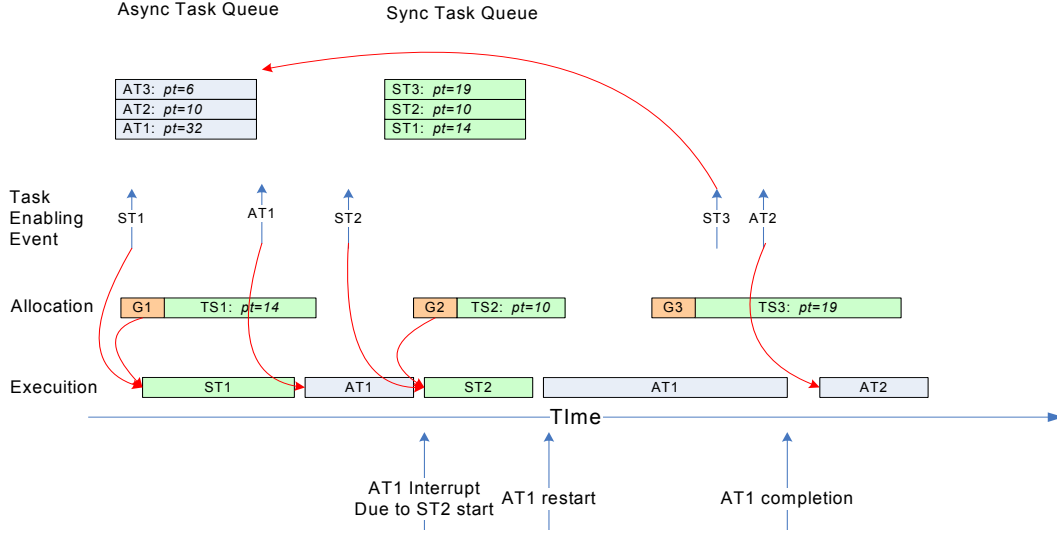 Async Task Queue
Sync Task Queue
AT3: pt=6
AT2: pt=10
AT1: pt=32
ST3: pt=19
ST2: pt=10
ST1: pt=14
Task
Enabling
Event
ST1
AT1
ST2
ST3
AT2
Allocation
G1
TS1: pt=14
G2
TS2: pt=10
G3
TS3: pt=19
Execuition
ST1
AT1
ST2
AT1
AT2
TIme
AT1 Interrupt
Due to ST2 start
AT1 restart
AT1 completion